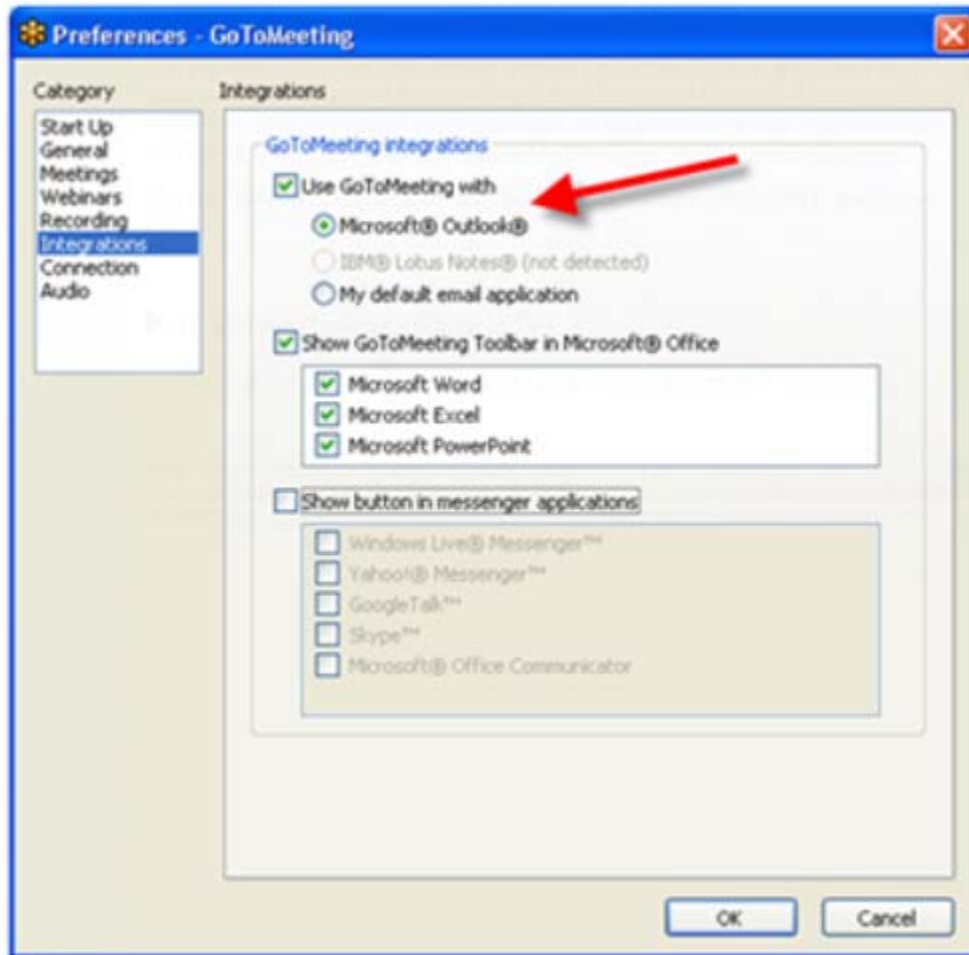 Preferences - GoToMeeting
Category
Start Up
General
Meetings
Webinars
Recording
Integrations
Connection
Audio
Integrations
GoToMeeting integrations
Use GoToMeeting with
Microsoft® Outlook®
IBM® Lotus Notes® (not detected)
My default email application
Show GoToMeeting Toolbar in Microsoft® Office
Microsoft Word
Microsoft Excel
Microsoft PowerPoint
Show button in messenger applications
Windows Live® Messenger™
Yahoo!® Messenger™
GoogleTalk™
Skype™
Microsoft® Office Communicator
OK
Cancel